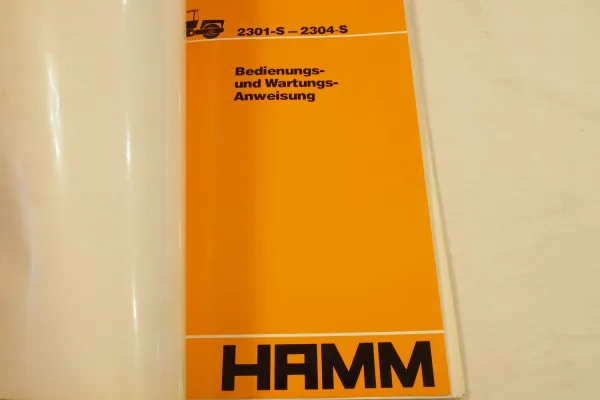 2301-S – 2304-S
Bedienungs-
und Wartungs-
Anweisung
HAMM